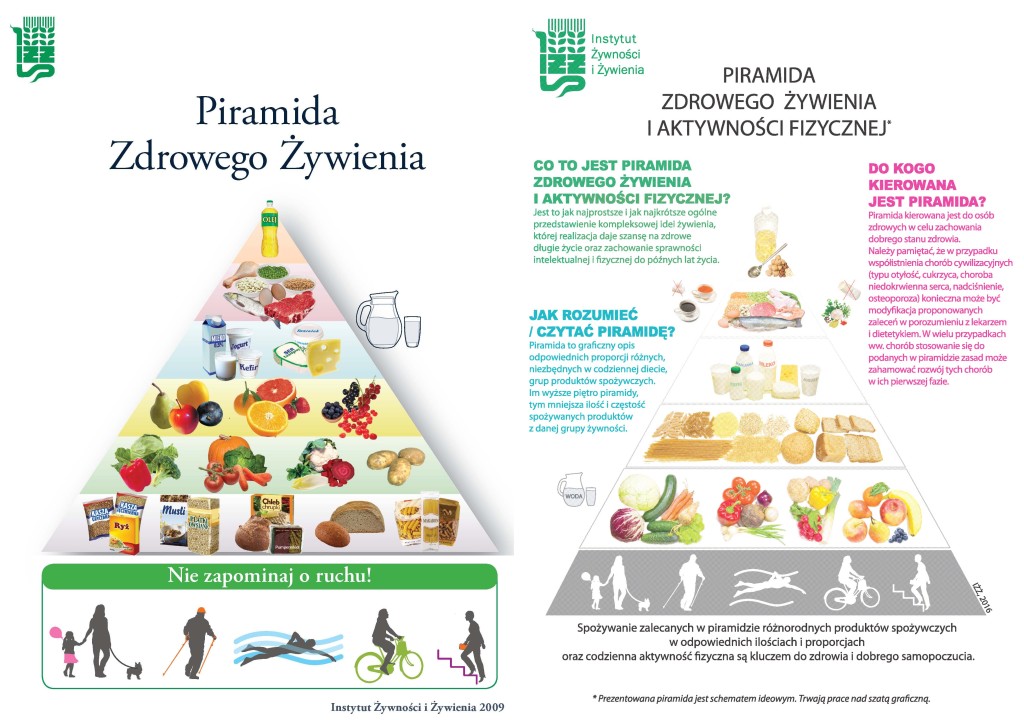 Piramida
Zdrowego Żywienia
OLEJ
Jogurt
Kefir
Kasza
Kasza
Ryż
Musli
Płatki
Chleb
chrupki
Pumpernikiel
Makaron
Nie zapominaj o ruchu!
Instytut Żywności i Żywienia 2009
Instytut
Żywności
i Żywienia
PIRAMIDA
ZDROWEGO ŻYWIENIA
I AKTYWNOŚCI FIZYCZNEJ*
CO TO JEST PIRAMIDA
ZDROWEGO ŻYWIENIA
I AKTYWNOŚCI FIZYCZNEJ?
Jest to jak najprostsze i jak najkrótsze ogólne
przedstawienie kompleksowej idei żywienia,
której realizacja daje szansę na zdrowe
długie życie oraz zachowanie sprawności
intelektualnej i fizycznej do późnych lat życia.
JAK ROZUMIEĆ
/ CZYTAĆ PIRAMIDĘ?
Piramida to graficzny opis
odpowiednich proporcji różnych,
niezbędnych w codziennej diecie,
grup produktów spożywczych.
Im wyższe piętro piramidy,
tym mniejsza ilość i częstość
spożywanych produktów
z danej grupy żywności.
DO KOGO
KIEROWANA
JEST PIRAMIDA?
Piramida kierowana jest do osób
zdrowych w celu zachowania
dobrego stanu zdrowia.
Należy pamiętać, że w przypadku
współistnienia chorób cywilizacyjnych
(typu otyłość, cukrzyca, choroba
niedokrwienna serca, nadciśnienie,
osteoporoza) konieczna może być
modyfikacja proponowanych
zaleceń w porozumieniu z lekarzem
i dietetykiem. W wielu przypadkach
ww. chorób stosowanie się do
podanych w piramidzie zasad może
zahamować rozwój tych chorób
w ich pierwszej fazie.
WODA
IŻŻ, 2016
Spożywanie zalecanych w piramidzie różnorodnych produktów spożywczych
w odpowiednich ilościach i proporcjach
oraz codzienna aktywność fizyczna są kluczem do zdrowia i dobrego samopoczucia.
* Prezentowana piramida jest schematem ideowym. Trwają prace nad szatą graficzną.